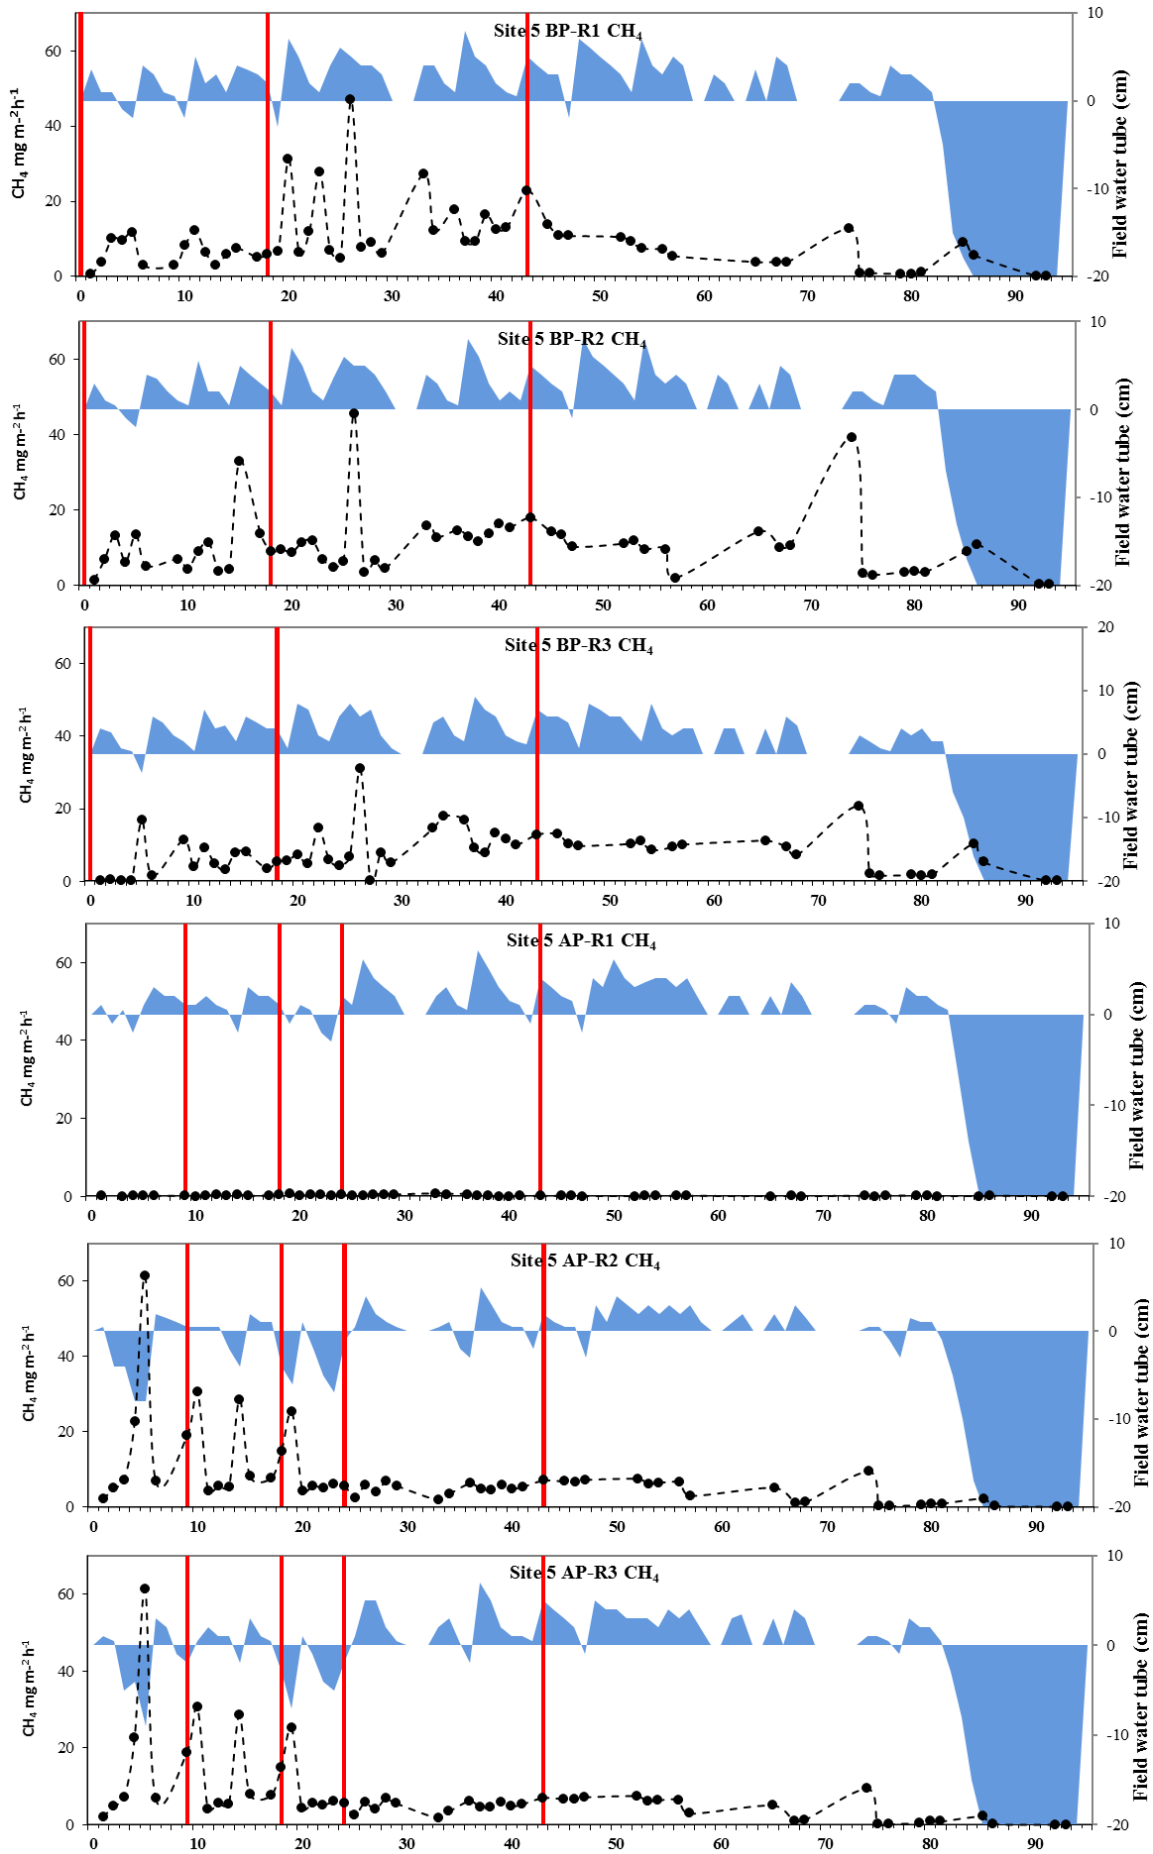 Site 5 BP-R1 CH₄
CH₄ mg m⁻²h⁻¹
60
40
20
0
10
0
-10
-20
Field water tube (cm)
0 10 20 30 40 50 60 70 80 90
Site 5 BP-R2 CH₄
CH₄ mg m⁻² h⁻¹
60
40
20
0
10
0
-10
-20
Field water tube (cm)
0 10 20 30 40 50 60 70 80 90
Site 5 BP-R3 CH₄
CH₄ mg m⁻² h⁻¹
60
40
20
0
20
10
0
-10
-20
Field water tube (cm)
0 10 20 30 40 50 60 70 80 90
Site 5 AP-R1 CH₄
CH₄ mg m⁻² h⁻¹
60
40
20
0
10
0
-10
-20
Field water tube (cm)
0 10 20 30 40 50 60 70 80 90
Site 5 AP-R2 CH₄
CH₄ mg m⁻² h⁻¹
60
40
20
0
10
0
-10
-20
Field water tube (cm)
0 10 20 30 40 50 60 70 80 90
Site 5 AP-R3 CH₄
CH₄ mg m⁻² h⁻¹
60
40
20
0
10
0
-10
-20
Field water tube (cm)
0 10 20 30 40 50 60 70 80 90